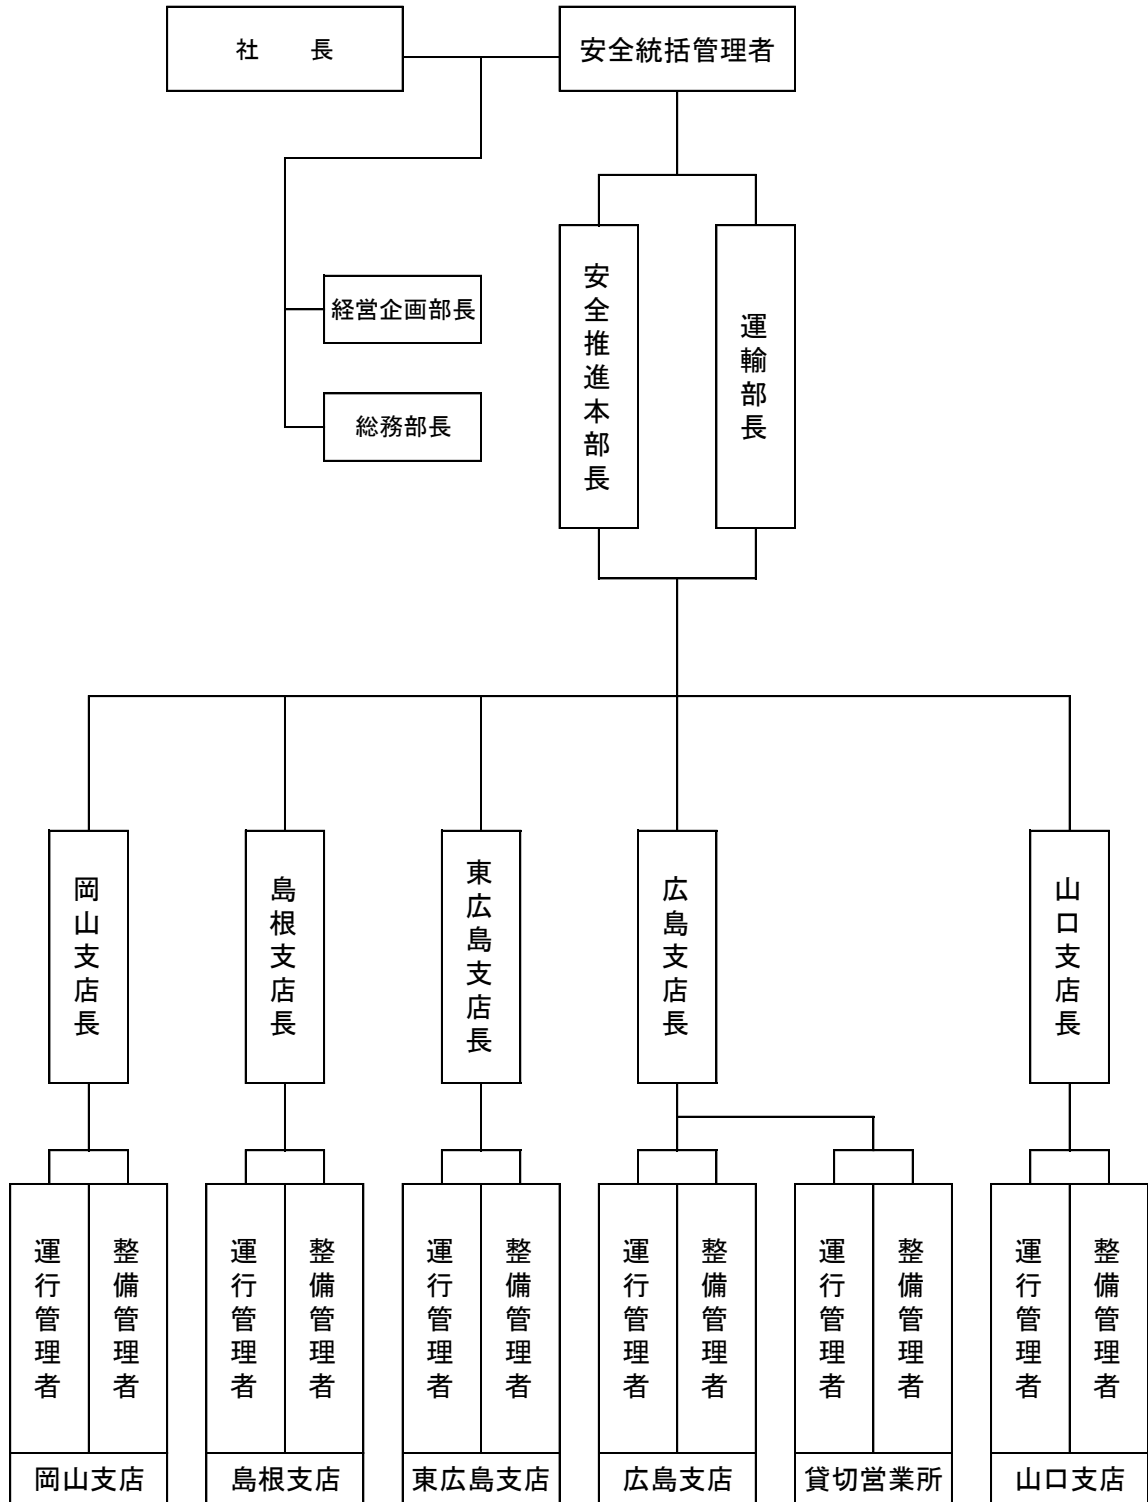 社　　長
安全統括管理者
経営企画部長
総務部長
安全推進本部長
運輸部長
岡山支店長
島根支店長
東広島支店長
広島支店長
山口支店長
運行管理者
整備管理者
岡山支店
運行管理者
整備管理者
島根支店
運行管理者
整備管理者
東広島支店
運行管理者
整備管理者
広島支店
運行管理者
整備管理者
貸切営業所
運行管理者
整備管理者
山口支店